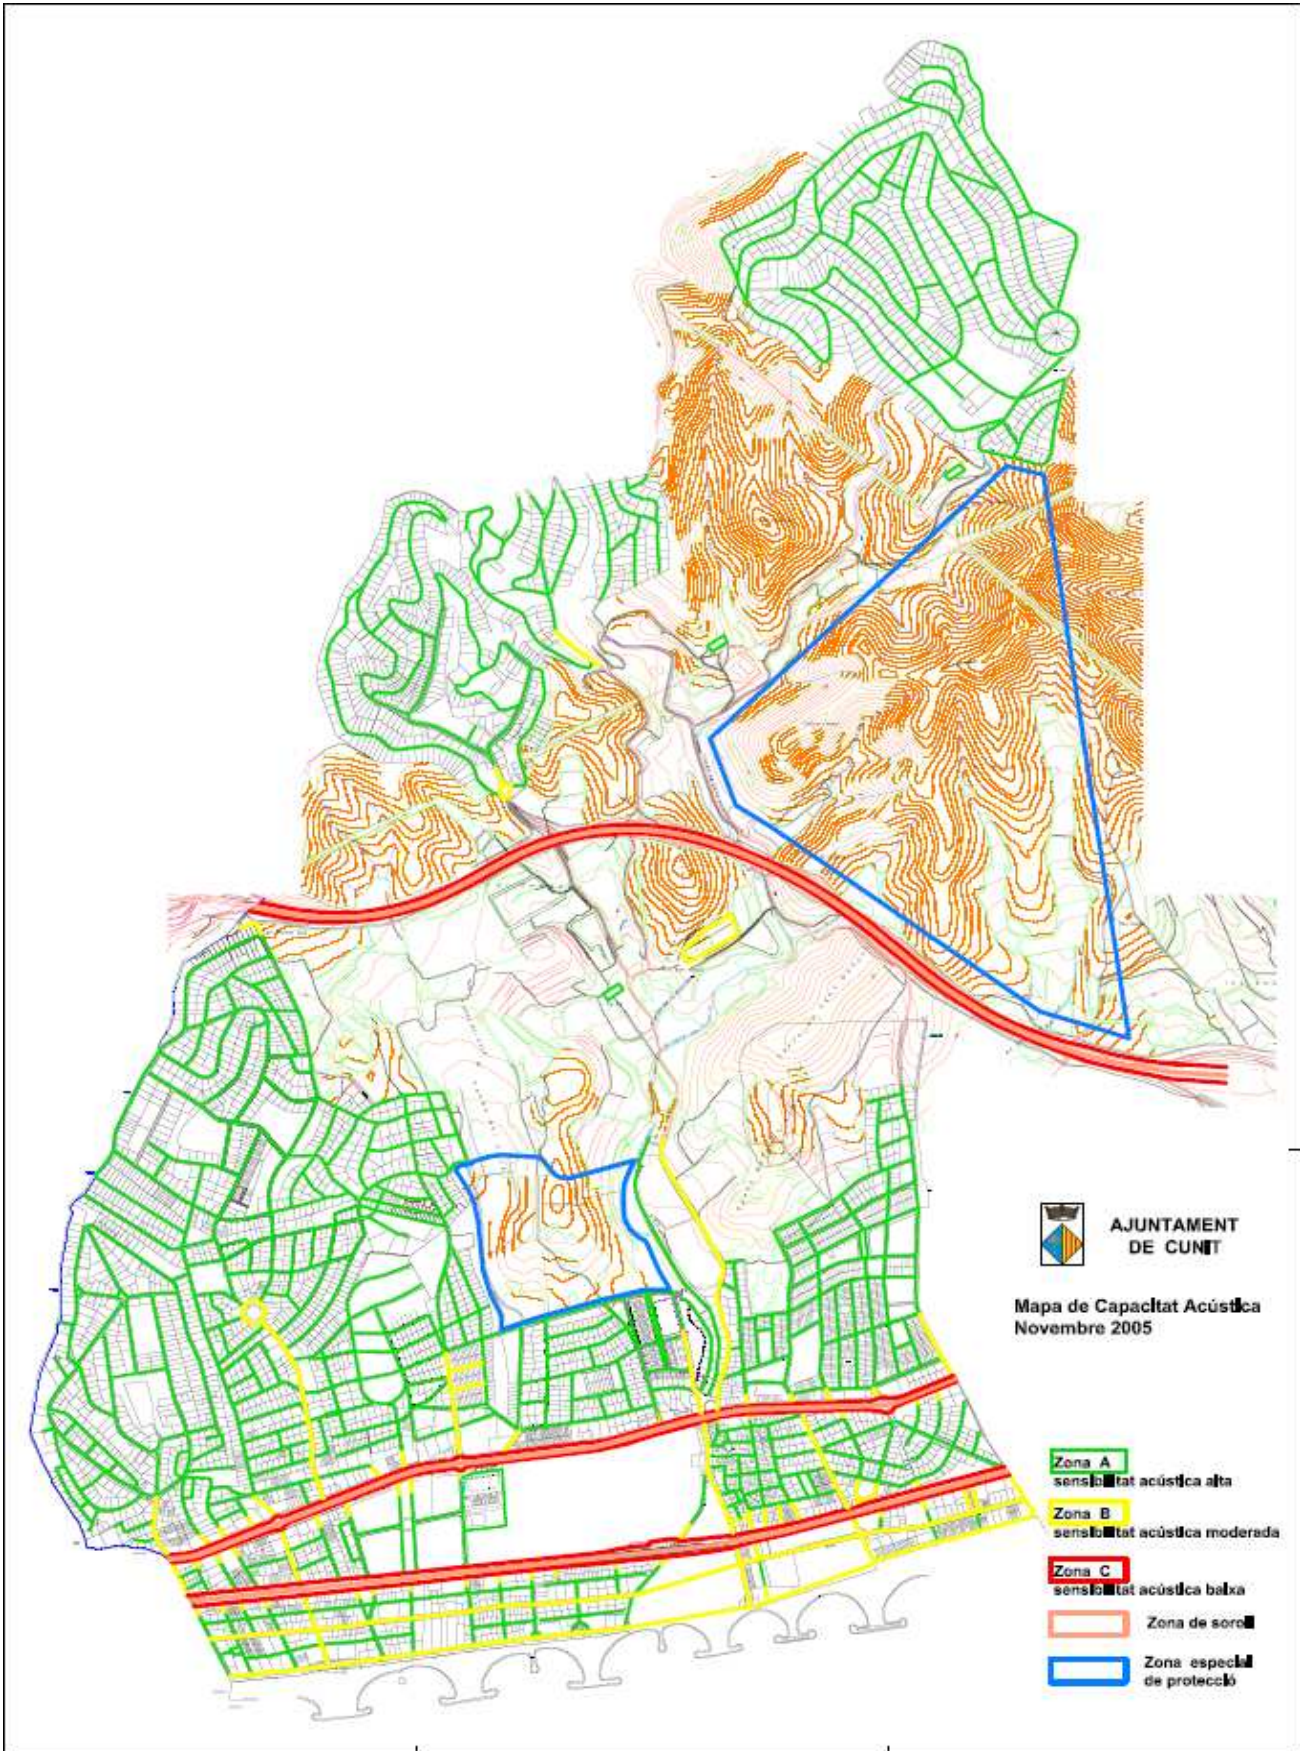 AJUNTAMENT
DE CUNIT
Mapa de Capacitat Acústica
Novembre 2005
Zona A
sensibilitat acústica alta
Zona B
sensibilitat acústica moderada
Zona C
sensibilitat acústica baixa
Zona de soroll
Zona especial
de protecció